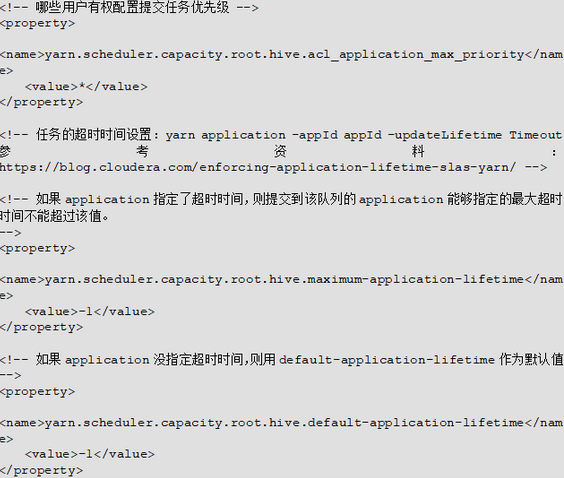 <!-- 哪些用户有权配置提交任务优先级 -->
<property>
<name>yarn.scheduler.capacity.root.hive.acl_application_max_priority</nam
e>
<value>*</value>
</property>
<!-- 任务的超时时间设置：yarn application -appId appId -updateLifetime Timeout
参考资料：
https://blog.cloudera.com/enforcing-application-lifetime-slas-yarn/ -->
<!-- 如果 application 指定了超时时间，则提交到该队列的 application 能够指定的最大超时
时间不能超过该值。
-->
<property>
<name>yarn.scheduler.capacity.root.hive.maximum-application-lifetime</nam
e>
<value>-1</value>
</property>
<!-- 如果 application 没指定超时时间，则用 default-application-lifetime 作为默认值
-->
<property>
<name>yarn.scheduler.capacity.root.hive.default-application-lifetime</nam
e>
<value>-1</value>
</property>